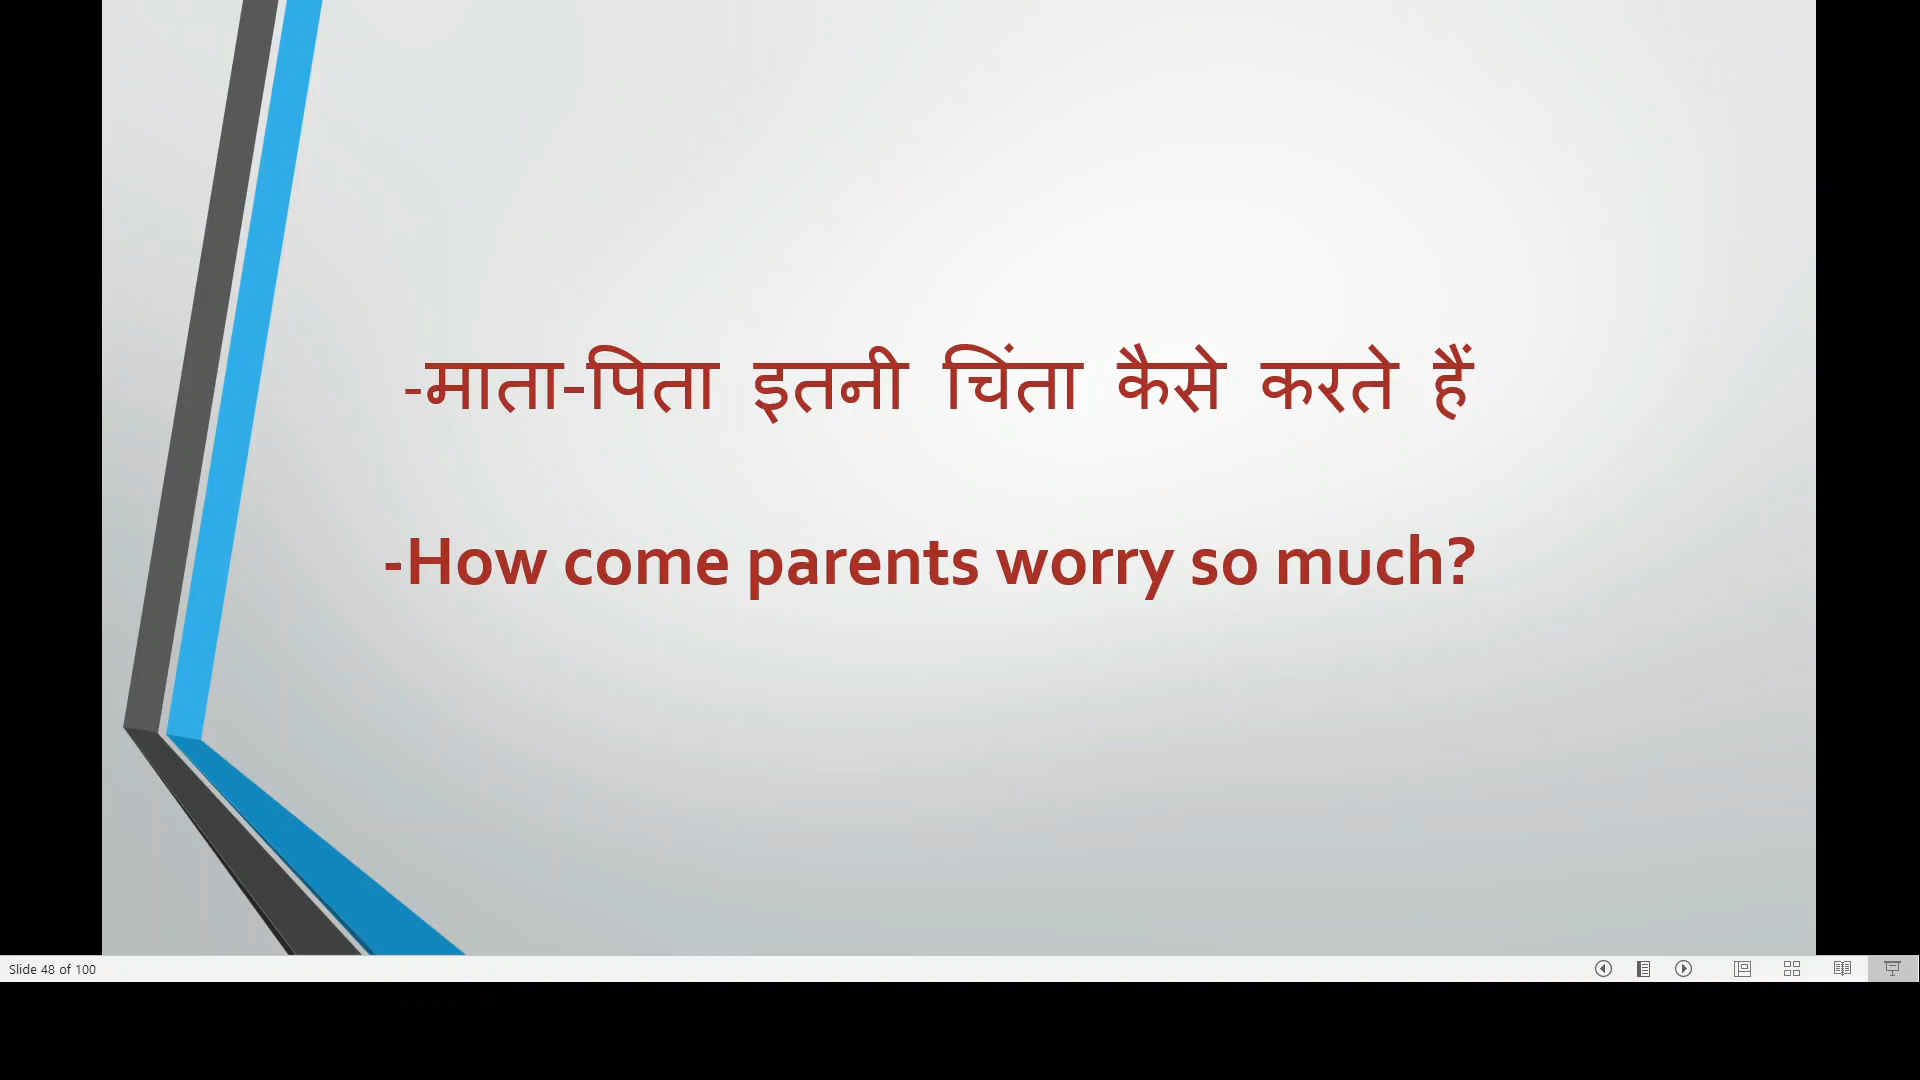 -माता-पिता इतनी चिंता कैसे करते हैं
-How come parents worry so much?
Slide 48 of 100